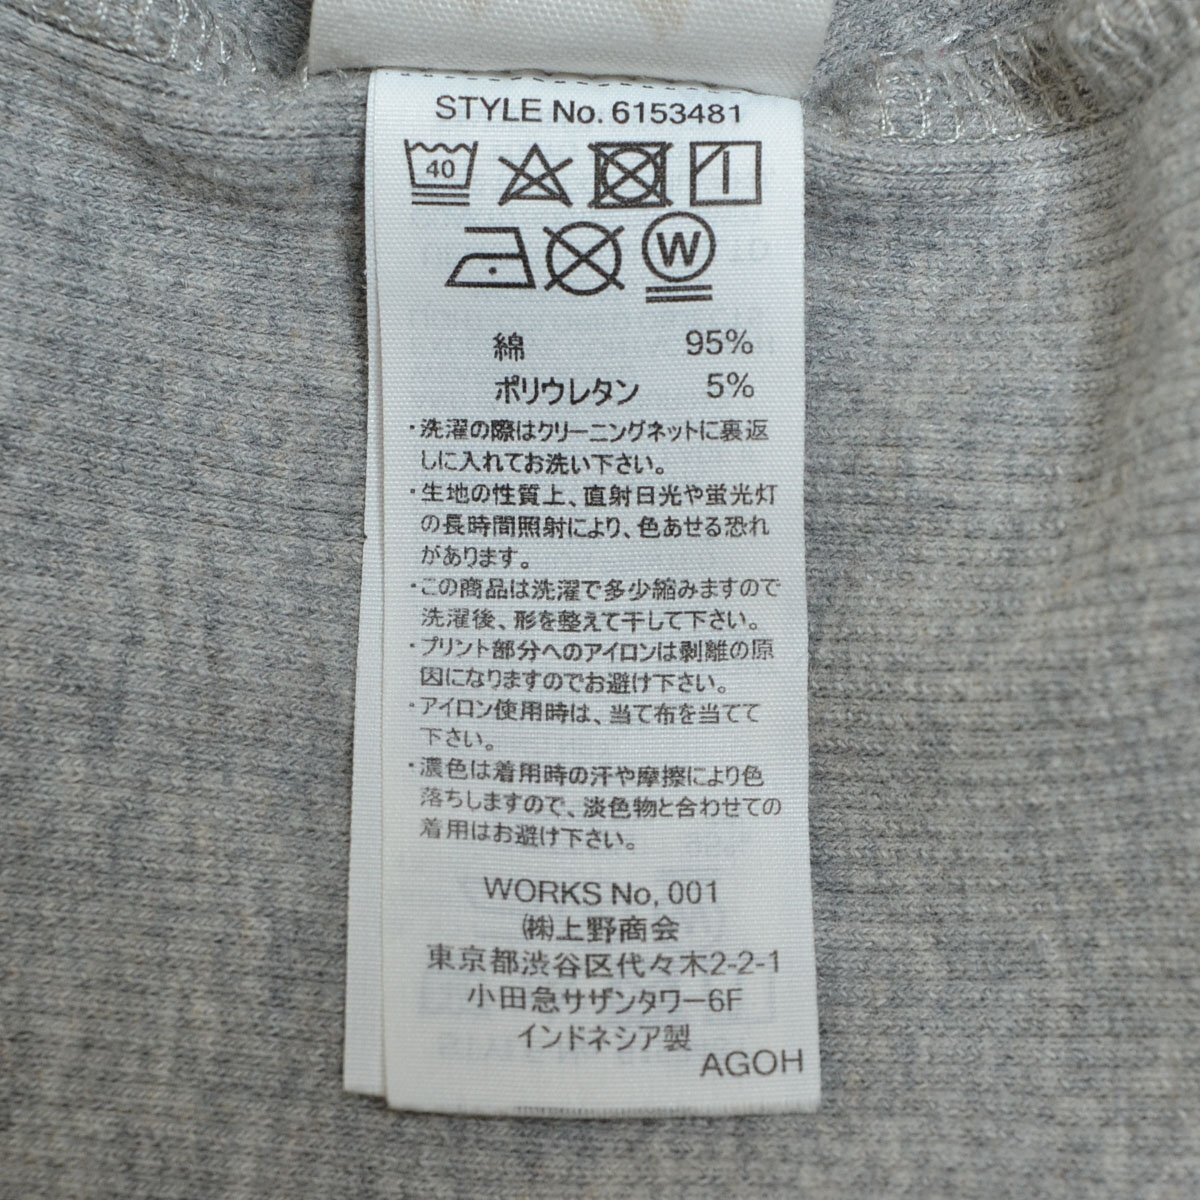 STYLE No. 6153481
40
W
綿 95%
ポリウレタン 5%
・洗濯の際はクリーニングネットに裏返
しに入れてお洗い下さい。
・生地の性質上、直射日光や蛍光灯
の長時間照射により、色あせる恐れ
があります。
・この商品は洗濯で多少縮みますので
洗濯後、形を整えて干して下さい。
・プリント部分へのアイロンは剥離の原
因になりますのでお避け下さい。
・アイロン使用時は、当て布を当てて
下さい。
・濃色は着用時の汗や摩擦により色
落ちしますので、淡色物と合わせての
着用はお避け下さい。
WORKS No, 001
㈱上野商会
東京都渋谷区代々木2-2-1
小田急サザンタワー6F
インドネシア製
AGOH